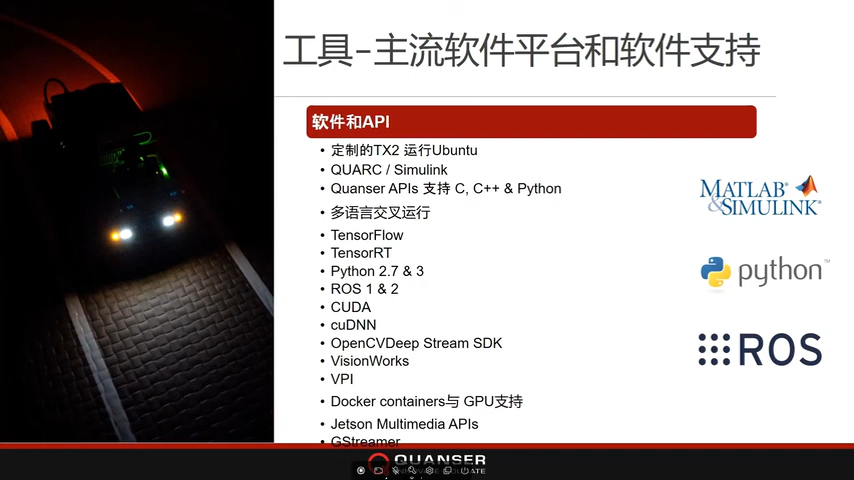 工具-主流软件平台和软件支持
软件和API
• 定制的TX2 运行Ubuntu
• QUARC / Simulink
• Quanser APIs 支持 C, C++ & Python
• 多语言交叉运行
• TensorFlow
• TensorRT
• Python 2.7 & 3
• ROS 1 & 2
• CUDA
• cuDNN
• OpenCVDeep Stream SDK
• VisionWorks
• VPI
• Docker containers与 GPU支持
• Jetson Multimedia APIs
• GStreamer
MATLAB®
&SIMULINK®
python™
ROS
QUANSER